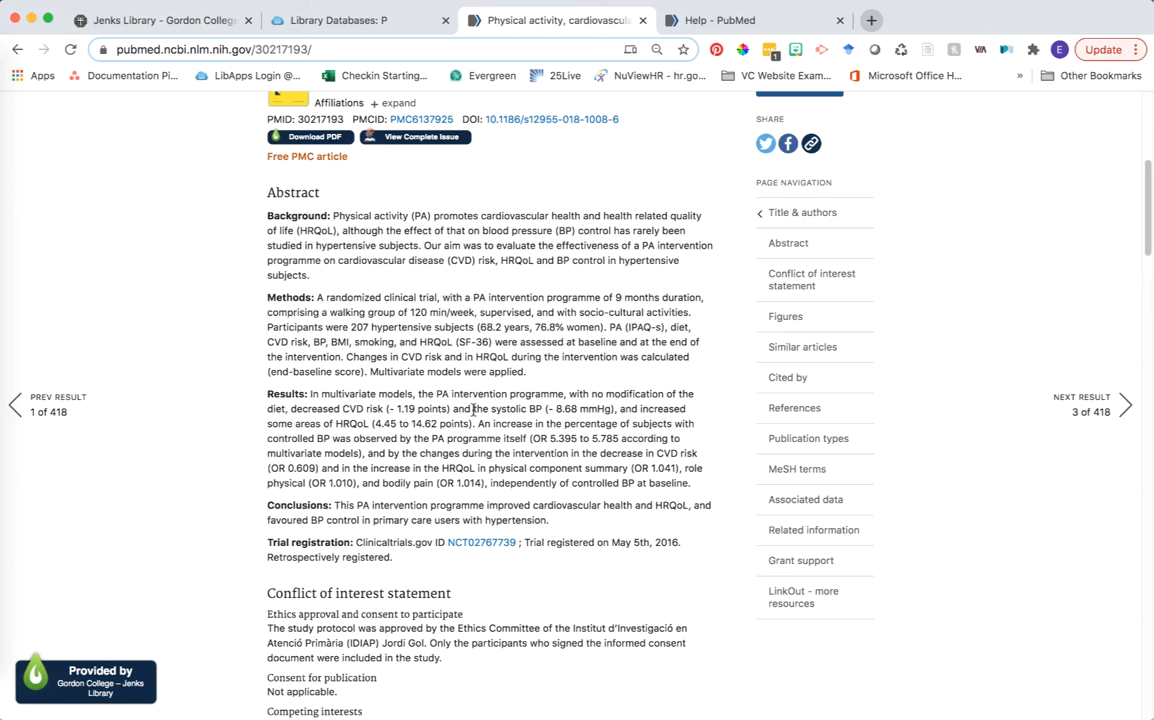 Jenks Library - Gordon College
Library Databases: P
Physical activity, cardiovascula
Help - PubMed
pubmed.ncbi.nlm.nih.gov/30217193/
1
E
Update
Apps
Documentation Pi...
LibApps Login @...
Checkin Starting...
Evergreen
25Live
NuViewHR - hr.go...
VC Website Exam...
Microsoft Office H...
»
Other Bookmarks
Affiliations + expand
PMID: 30217193 PMCID: PMC6137925 DOI: 10.1186/s12955-018-1008-6
Download PDF
View Complete Issue
Free PMC article
Abstract
Background: Physical activity (PA) promotes cardiovascular health and health related quality
of life (HRQoL), although the effect of that on blood pressure (BP) control has rarely been
studied in hypertensive subjects. Our aim was to evaluate the effectiveness of a PA intervention
programme on cardiovascular disease (CVD) risk, HRQoL and BP control in hypertensive
subjects.
Methods: A randomized clinical trial, with a PA intervention programme of 9 months duration,
comprising a walking group of 120 min/week, supervised, and with socio-cultural activities.
Participants were 207 hypertensive subjects (68.2 years, 76.8% women). PA (IPAQ-s), diet,
CVD risk, BP, BMI, smoking, and HRQoL (SF-36) were assessed at baseline and at the end of
the intervention. Changes in CVD risk and in HRQoL during the intervention was calculated
(end-baseline score). Multivariate models were applied.
Results: In multivariate models, the PA intervention programme, with no modification of the
diet, decreased CVD risk (- 1.19 points) and the systolic BP (- 8.68 mmHg), and increased
some areas of HRQoL (4.45 to 14.62 points). An increase in the percentage of subjects with
controlled BP was observed by the PA programme itself (OR 5.395 to 5.785 according to
multivariate models), and by the changes during the intervention in the decrease in CVD risk
(OR 0.609) and in the increase in the HRQoL in physical component summary (OR 1.041), role
physical (OR 1.010), and bodily pain (OR 1.014), independently of controlled BP at baseline.
Conclusions: This PA intervention programme improved cardiovascular health and HRQoL, and
favoured BP control in primary care users with hypertension.
Trial registration: Clinicaltrials.gov ID NCT02767739 ; Trial registered on May 5th, 2016.
Retrospectively registered.
Conflict of interest statement
Ethics approval and consent to participate
The study protocol was approved by the Ethics Committee of the Institut d'Investigació en
Atenció Primària (IDIAP) Jordi Gol. Only the participants who signed the informed consent
document were included in the study.
Consent for publication
Not applicable.
Competing interests
SHARE
PAGE NAVIGATION
Title & authors
Abstract
Conflict of interest
statement
Figures
Similar articles
Cited by
References
Publication types
MeSH terms
Associated data
Related information
Grant support
LinkOut - more
resources
PREV RESULT
1 of 418
NEXT RESULT
3 of 418
Provided by
Gordon College – Jenks
Library